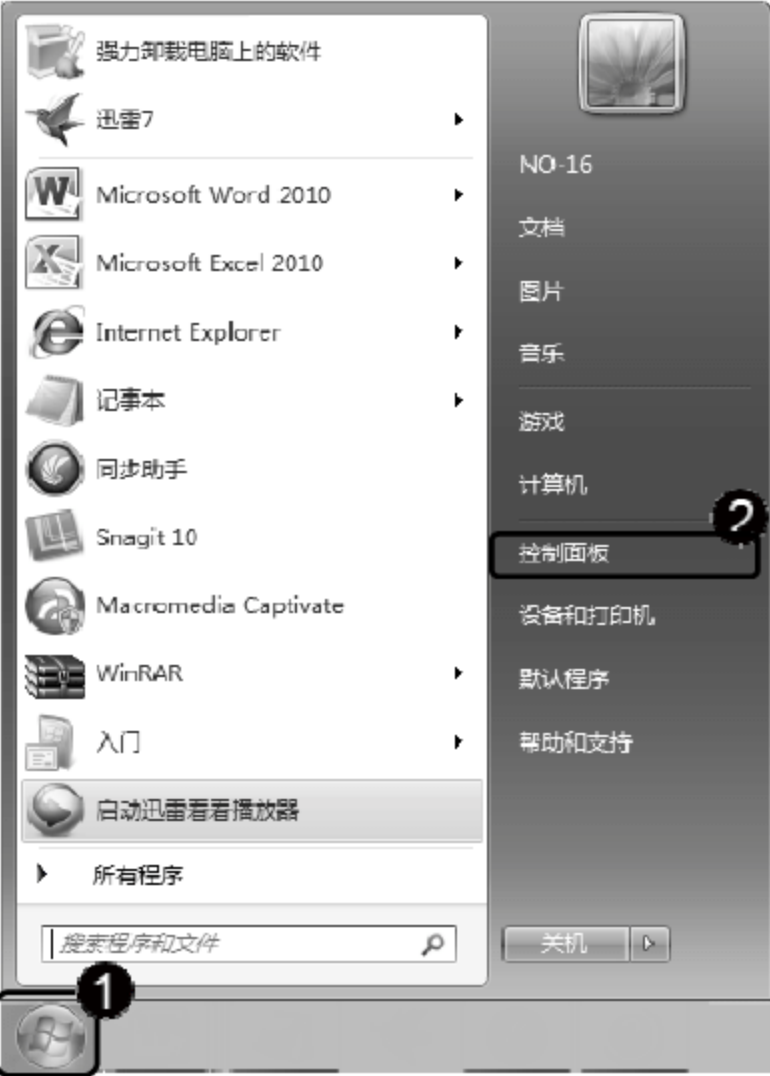 强力卸载电脑上的软件
迅雷7
Microsoft Word 2010
Microsoft Excel 2010
Internet Explorer
记事本
同步助手
Snagit 10
Macromedia Captivate
WinRAR
入门
启动迅雷看看播放器
所有程序
搜索程序和文件
NO-16
文档
图片
音乐
游戏
计算机
2
控制面板
设备和打印机
默认程序
帮助和支持
关机
1